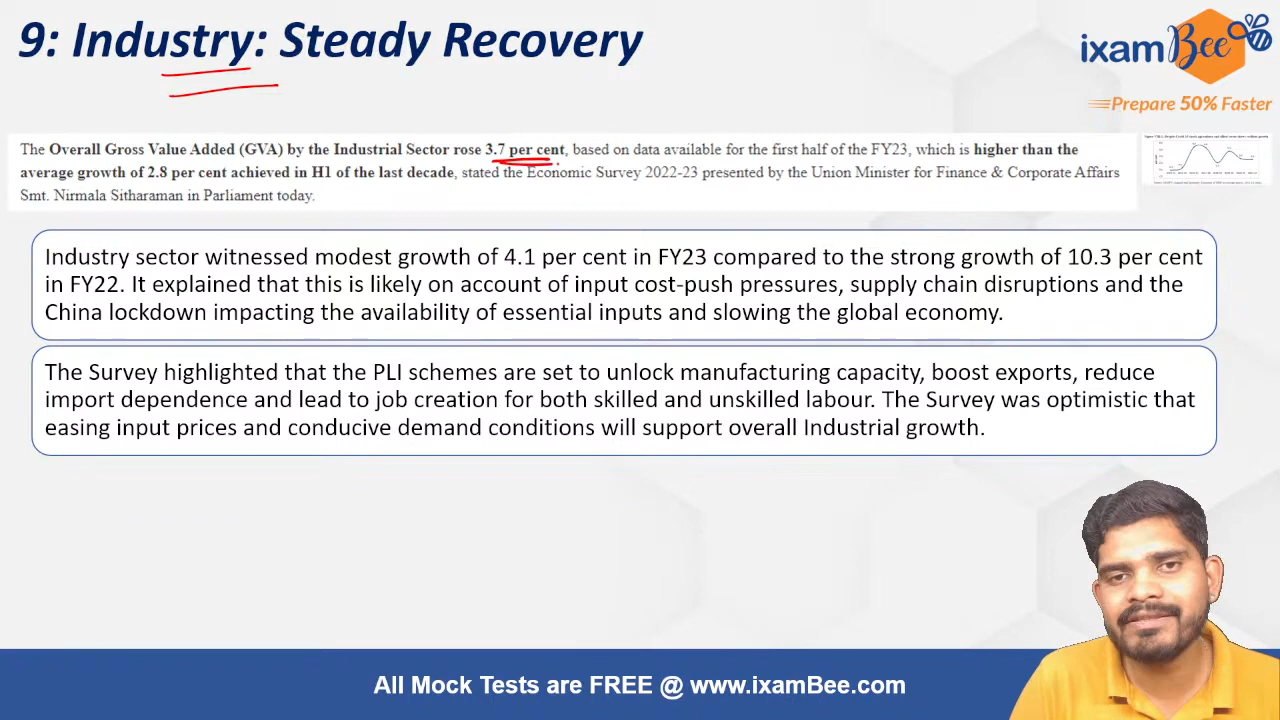 9: Industry: Steady Recovery
ixamBee
Prepare 50% Faster
The Overall Gross Value Added (GVA) by the Industrial Sector rose 3.7 per cent, based on data available for the first half of the FY23, which is higher than the
average growth of 2.8 per cent achieved in H1 of the last decade, stated the Economic Survey 2022-23 presented by the Union Minister for Finance & Corporate Affairs
Smt. Nirmala Sitharaman in Parliament today.
Industry sector witnessed modest growth of 4.1 per cent in FY23 compared to the strong growth of 10.3 per cent
in FY22. It explained that this is likely on account of input cost-push pressures, supply chain disruptions and the
China lockdown impacting the availability of essential inputs and slowing the global economy.
The Survey highlighted that the PLI schemes are set to unlock manufacturing capacity, boost exports, reduce
import dependence and lead to job creation for both skilled and unskilled labour. The Survey was optimistic that
easing input prices and conducive demand conditions will support overall Industrial growth.
All Mock Tests are FREE @ www.ixamBee.com